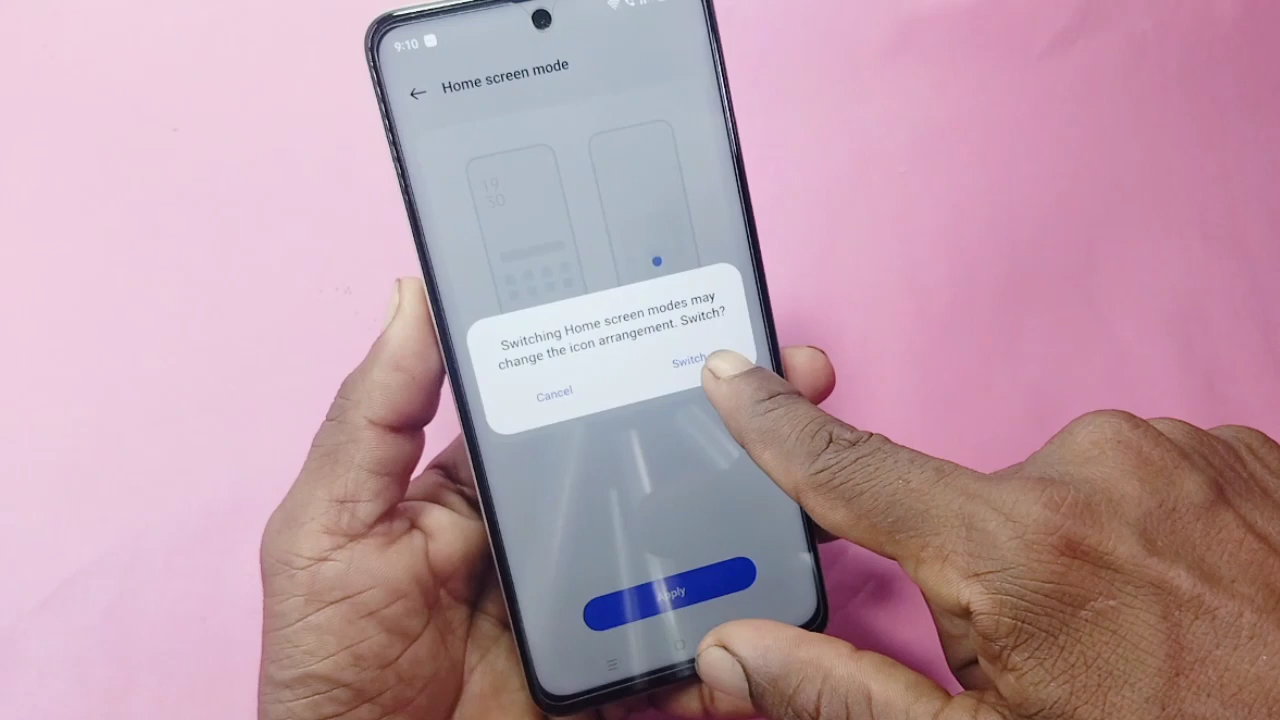 9:10
Home screen mode
19
30
Switching Home screen modes may
change the icon arrangement. Switch?
Cancel
Switch
Apply